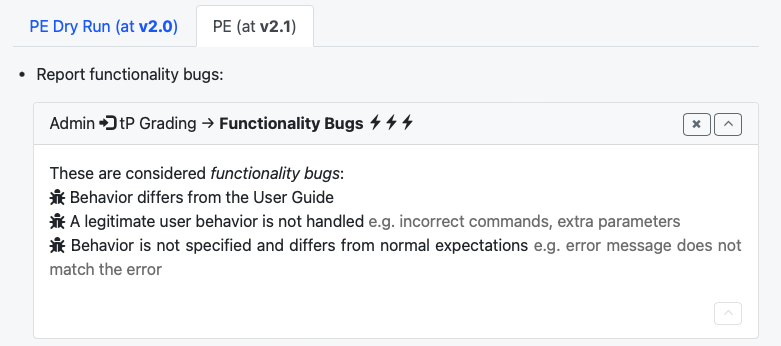 PE Dry Run (at v2.0) PE (at v2.1)
• Report functionality bugs:
Admin tP Grading → Functionality Bugs
These are considered functionality bugs:
Behavior differs from the User Guide
A legitimate user behavior is not handled e.g. incorrect commands, extra parameters
Behavior is not specified and differs from normal expectations e.g. error message does not
match the error